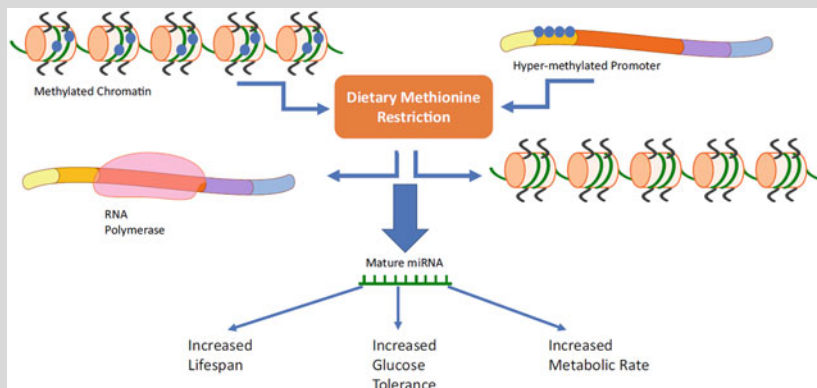 Methylated Chromatin
Hyper-methylated Promoter
Dietary Methionine
Restriction
RNA
Polymerase
Mature miRNA
Increased
Lifespan
Increased
Glucose
Tolerance
Increased
Metabolic Rate